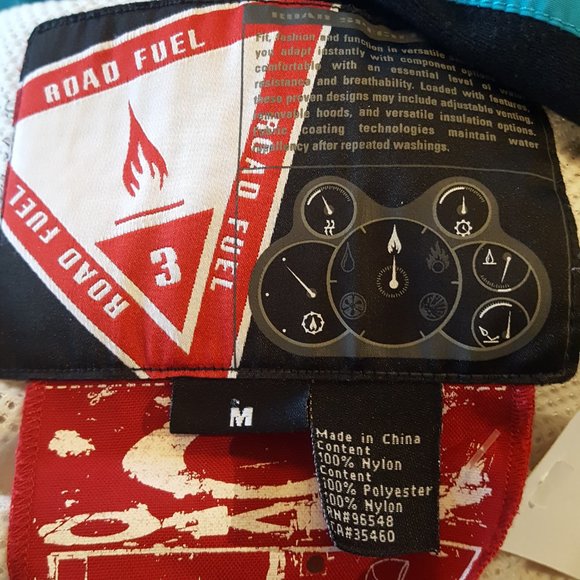 ROAD FUEL
ROAD FUEL
ROAD FUEL
3
Fit, fashion and function in versatile
you adapt instantly with component
comfortable with an essential level of
resistance and breathability. Loaded with features,
these proven designs may include adjustable venting,
removable hoods, and versatile insulation options.
Fabric coating technologies maintain water
repellency after repeated washings.
M
Made in China
Content
100% Nylon
Content
100% Polyester
100% Nylon
RN#96548
#35460